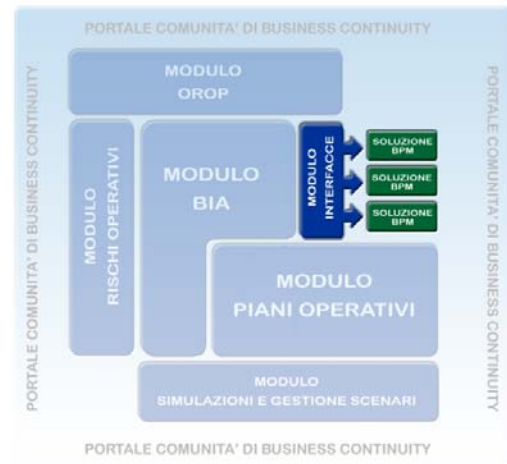 PORTALE COMUNITA' DI BUSINESS CONTINUITY
PORTALE COMUNITA' DI BUSINESS CONTINUITY
PORTALE COMUNITA' DI BUSINESS CONTINUITY
MODULO
OROP
MODULO
RISCHI OPERATIVI
MODULO
BIA
MODULO
INTERFACCE
SOLUZIONE
BPM
SOLUZIONE
BPM
SOLUZIONE
BPM
MODULO
PIANI OPERATIVI
MODULO
SIMULAZIONI E GESTIONE SCENARI
PORTALE COMUNITA' DI BUSINESS CONTINUITY